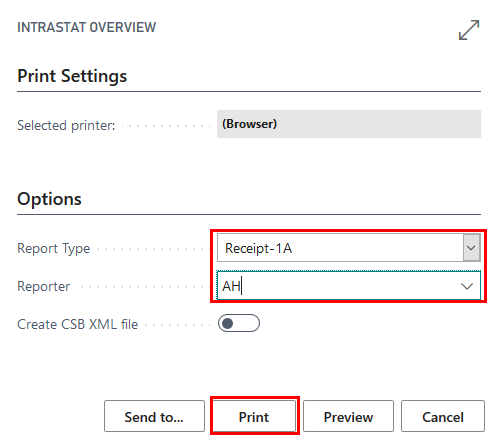 INTRASTAT OVERVIEW
Print Settings
Selected printer: (Browser)
Options
Report Type Receipt-1A
Reporter AH
Create CSB XML file
Send to... Print Preview Cancel